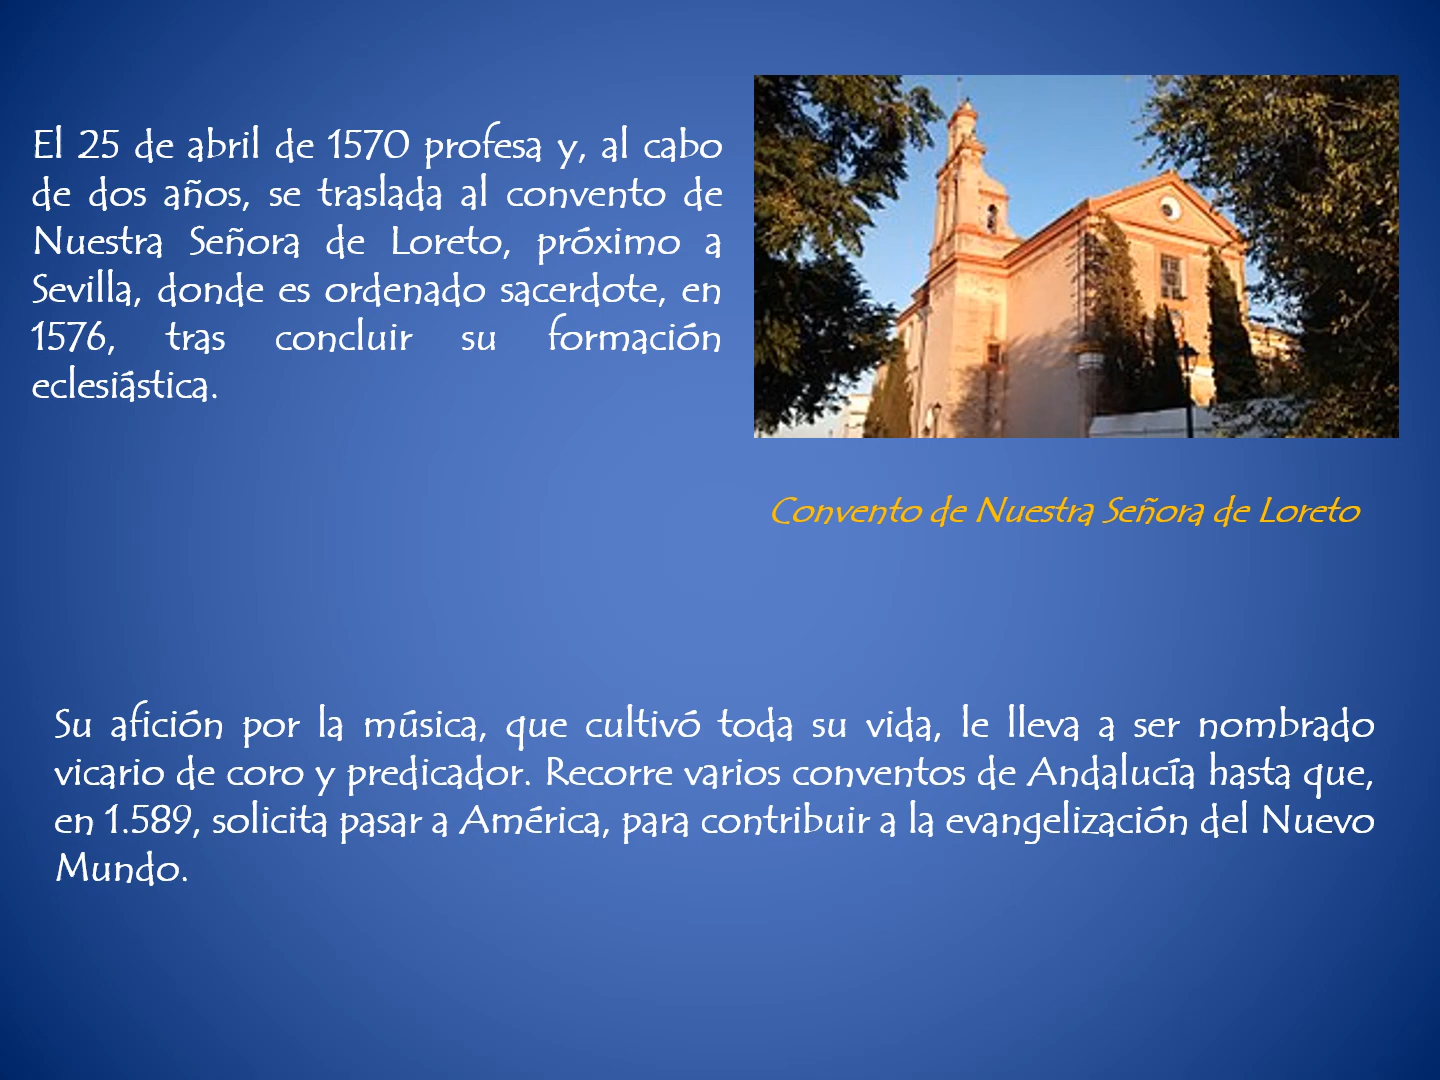 El 25 de abril de 1570 profesa y, al cabo
de dos años, se traslada al convento de
Nuestra Señora de Loreto, próximo a
Sevilla, donde es ordenado sacerdote, en
1576, tras concluir su formación
eclesiástica.
Convento de Nuestra Señora de Loreto
Su afición por la música, que cultivó toda su vida, le lleva a ser nombrado
vicario de coro y predicador. Recorre varios conventos de Andalucía hasta que,
en 1.589, solicita pasar a América, para contribuir a la evangelización del Nuevo
Mundo.